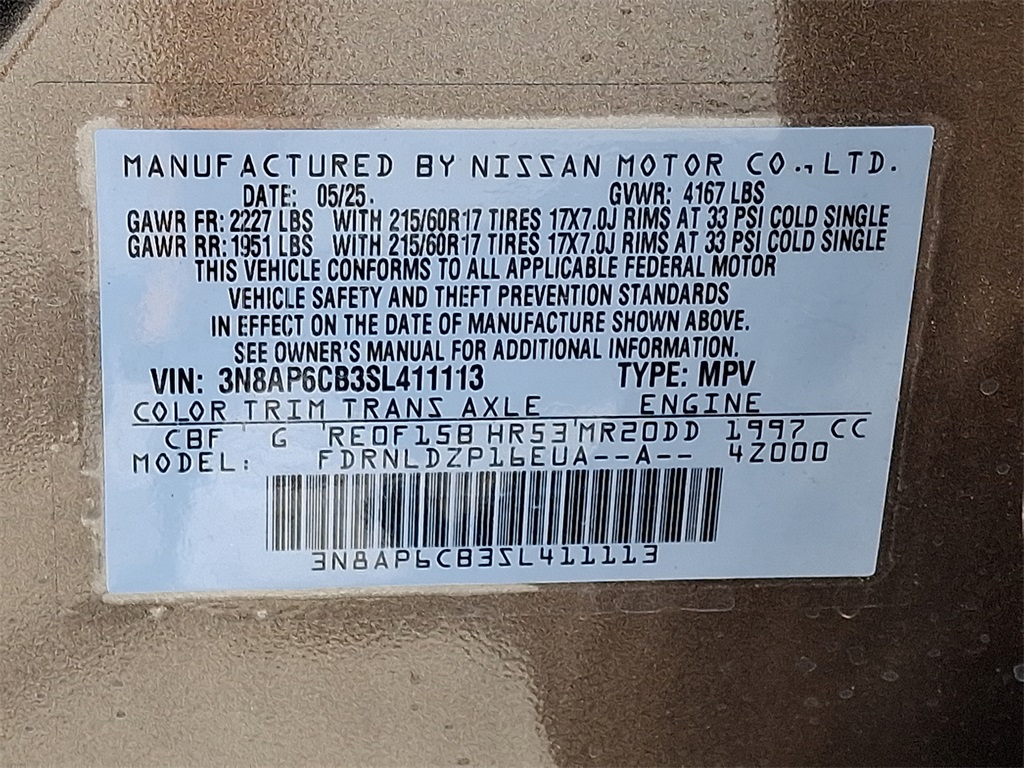 MANUFACTURED BY NISSAN MOTOR CO.,LTD.
DATE: 05/25. GVWR: 4167 LBS
GAWR FR: 2227 LBS WITH 215/60R17 TIRES 17X7.0J RIMS AT 33 PSI COLD SINGLE
GAWR RR: 1951 LBS WITH 215/60R17 TIRES 17X7.0J RIMS AT 33 PSI COLD SINGLE
THIS VEHICLE CONFORMS TO ALL APPLICABLE FEDERAL MOTOR
VEHICLE SAFETY AND THEFT PREVENTION STANDARDS
IN EFFECT ON THE DATE OF MANUFACTURE SHOWN ABOVE.
SEE OWNER'S MANUAL FOR ADDITIONAL INFORMATION.
VIN: 3N8AP6CB3SL411113 TYPE: MPV
COLOR TRIM TRANS AXLE ENGINE
CBF G RE0F15B HR53 MR20DD 1997 CC
MODEL: FDRNLDZP16EUA--A-- 4Z000
3N8AP6CB3SL411113